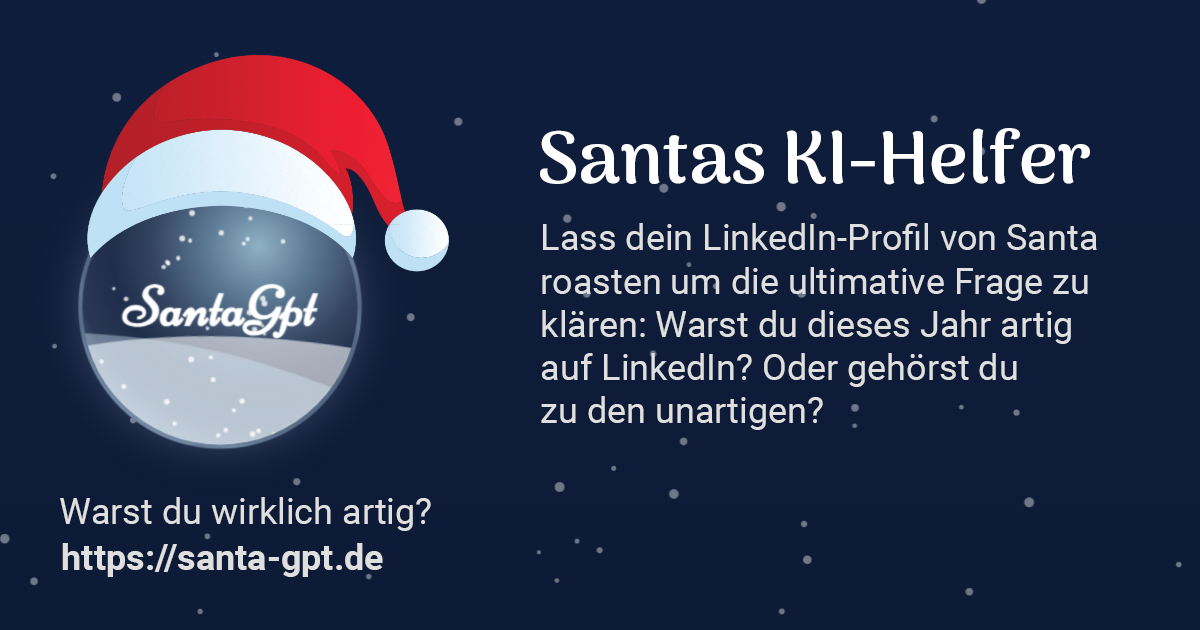 SantaGpt
Warst du wirklich artig?
https://santa-gpt.de
Santas KI-Helfer
Lass dein LinkedIn-Profil von Santa
roasten um die ultimative Frage zu
klären: Warst du dieses Jahr artig
auf LinkedIn? Oder gehörst du
zu den unartigen?